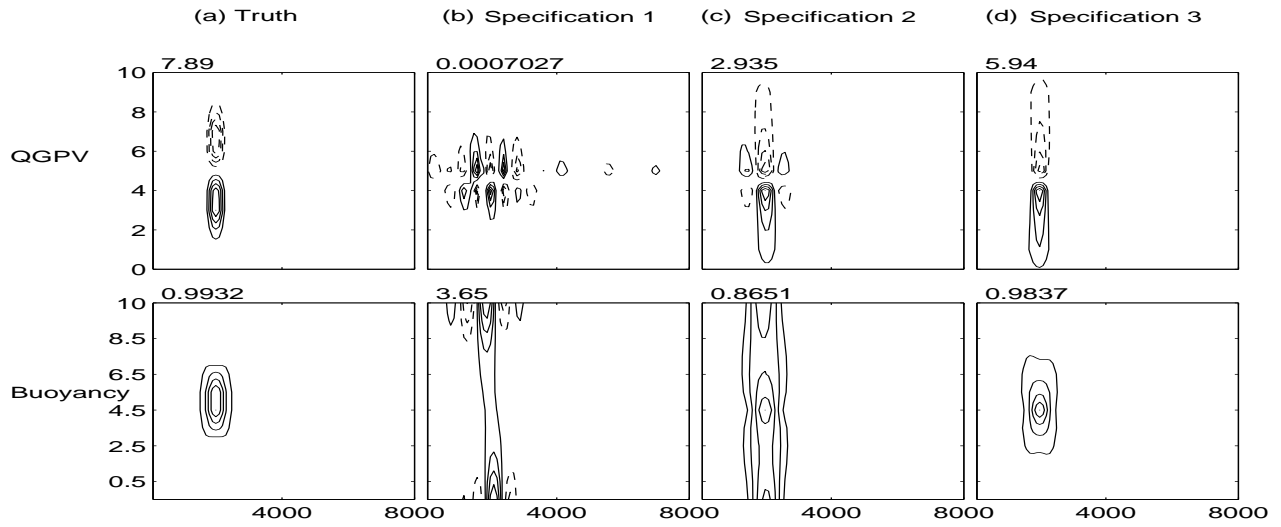 (a) Truth (b) Specification 1 (c) Specification 2 (d) Specification 3
7.89 0.0007027 2.935 5.94
10
8
QGPV 6
4
2
0
0.9932 3.65 0.8651 0.9837
10
8.5
6.5
Buoyancy 4.5
2.5
0.5
4000 8000 4000 8000 4000 8000 4000 8000